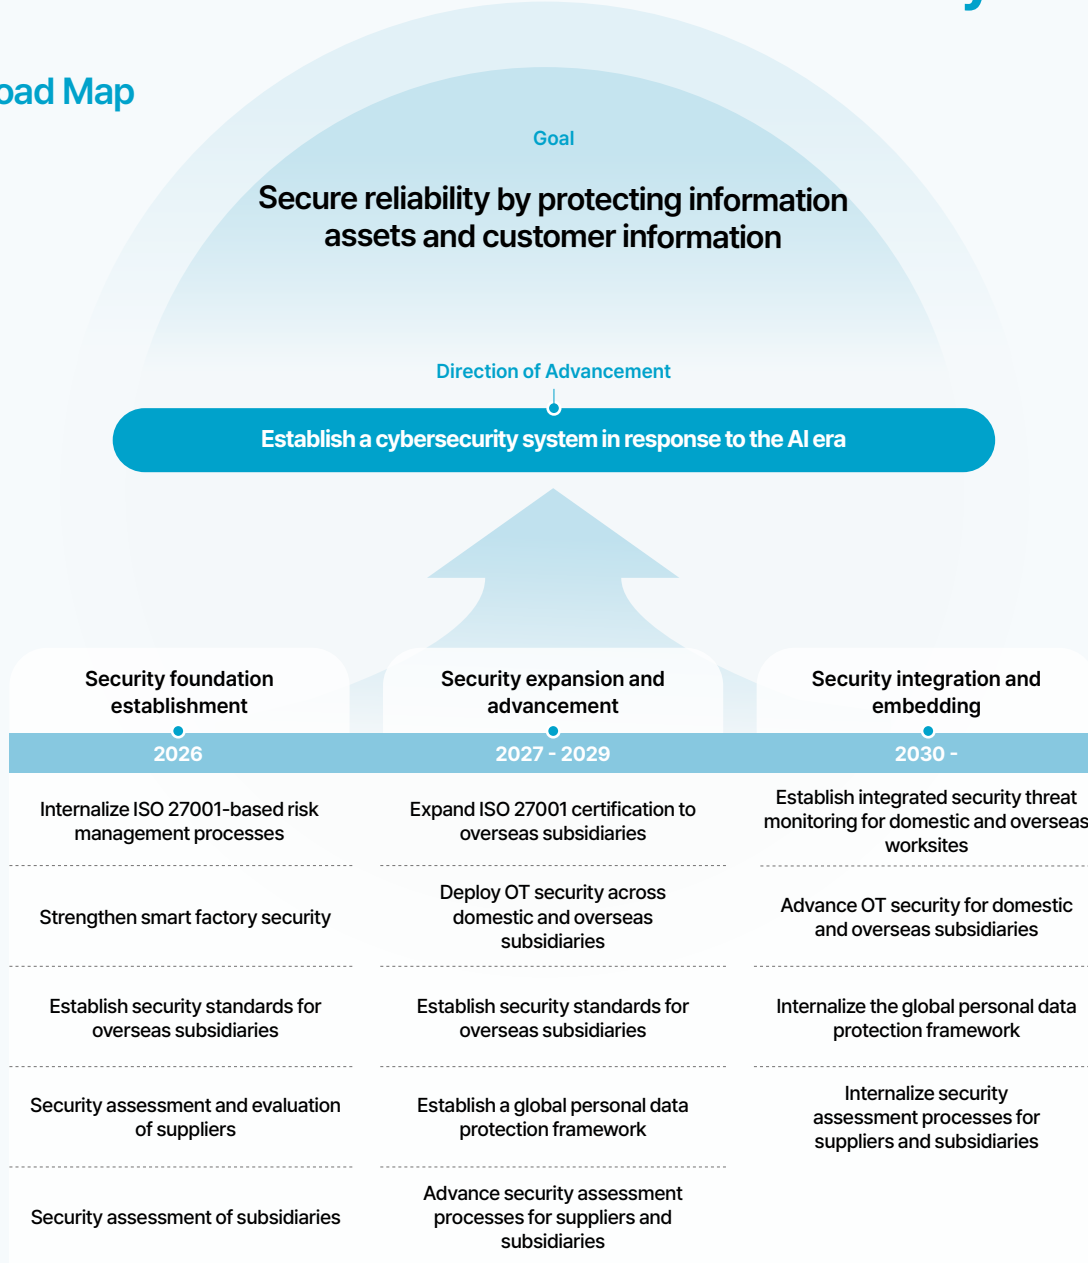 oad Map
Goal
Secure reliability by protecting information
assets and customer information
Direction of Advancement
Establish a cybersecurity system in response to the AI era
Security foundation
establishment
2026
Internalize ISO 27001-based risk
management processes
Strengthen smart factory security
Establish security standards for
overseas subsidiaries
Security assessment and evaluation
of suppliers
Security assessment of subsidiaries
Security expansion and
advancement
2027 - 2029
Expand ISO 27001 certification to
overseas subsidiaries
Deploy OT security across
domestic and overseas
subsidiaries
Establish security standards for
overseas subsidiaries
Establish a global personal data
protection framework
Advance security assessment
processes for suppliers and
subsidiaries
Security integration and
embedding
2030 -
Establish integrated security threat
monitoring for domestic and overseas
worksites
Advance OT security for domestic
and overseas subsidiaries
Internalize the global personal data
protection framework
Internalize security
assessment processes for
suppliers and subsidiaries